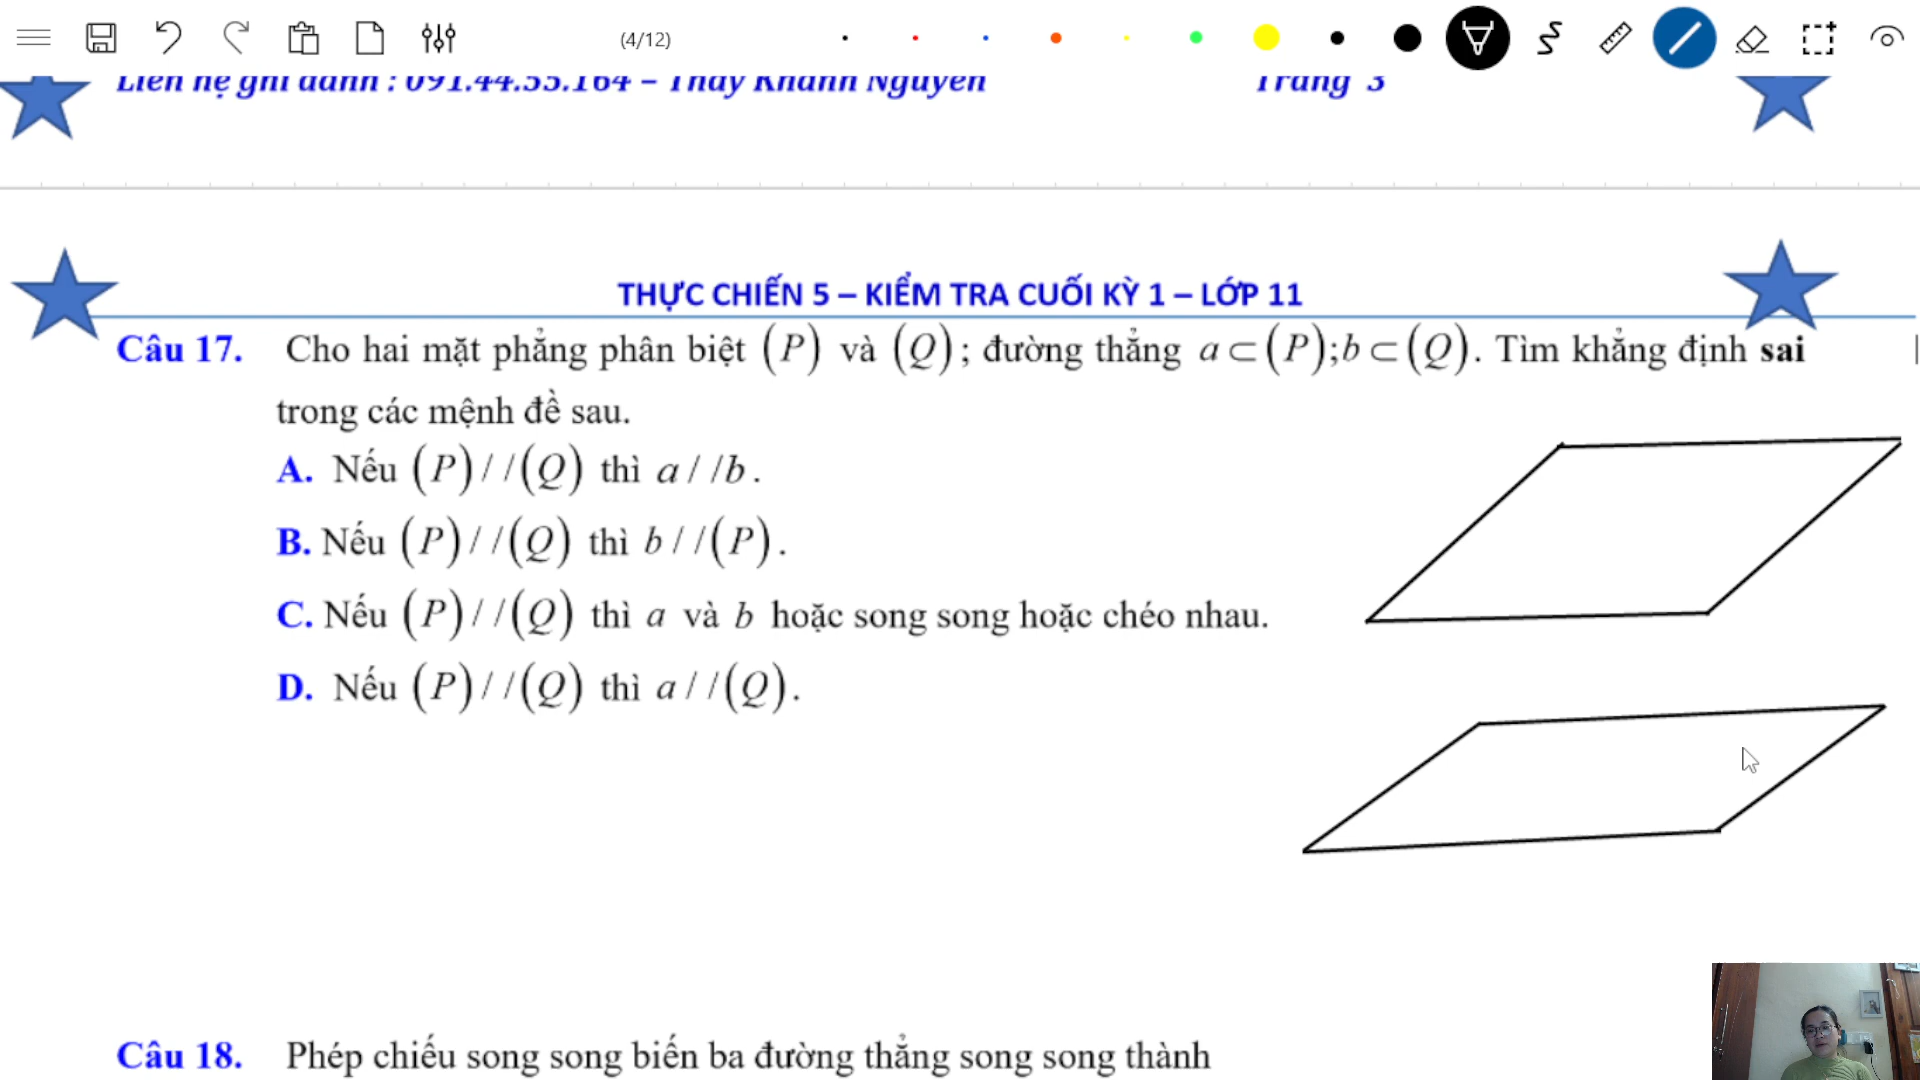 (4/12)
Liên hệ ghi danh : 091.44.55.164 – Thầy Khánh Nguyên Trang 3
THỰC CHIẾN 5 – KIỂM TRA CUỐI KỲ 1 – LỚP 11
Câu 17. Cho hai mặt phẳng phân biệt (P) và (Q); đường thẳng a⊂(P);b⊂(Q). Tìm khẳng định sai
trong các mệnh đề sau.
A. Nếu (P)//(Q) thì a//b.
B. Nếu (P)//(Q) thì b//(P).
C. Nếu (P)//(Q) thì a và b hoặc song song hoặc chéo nhau.
D. Nếu (P)//(Q) thì a//(Q).
Câu 18. Phép chiếu song song biến ba đường thẳng song song thành